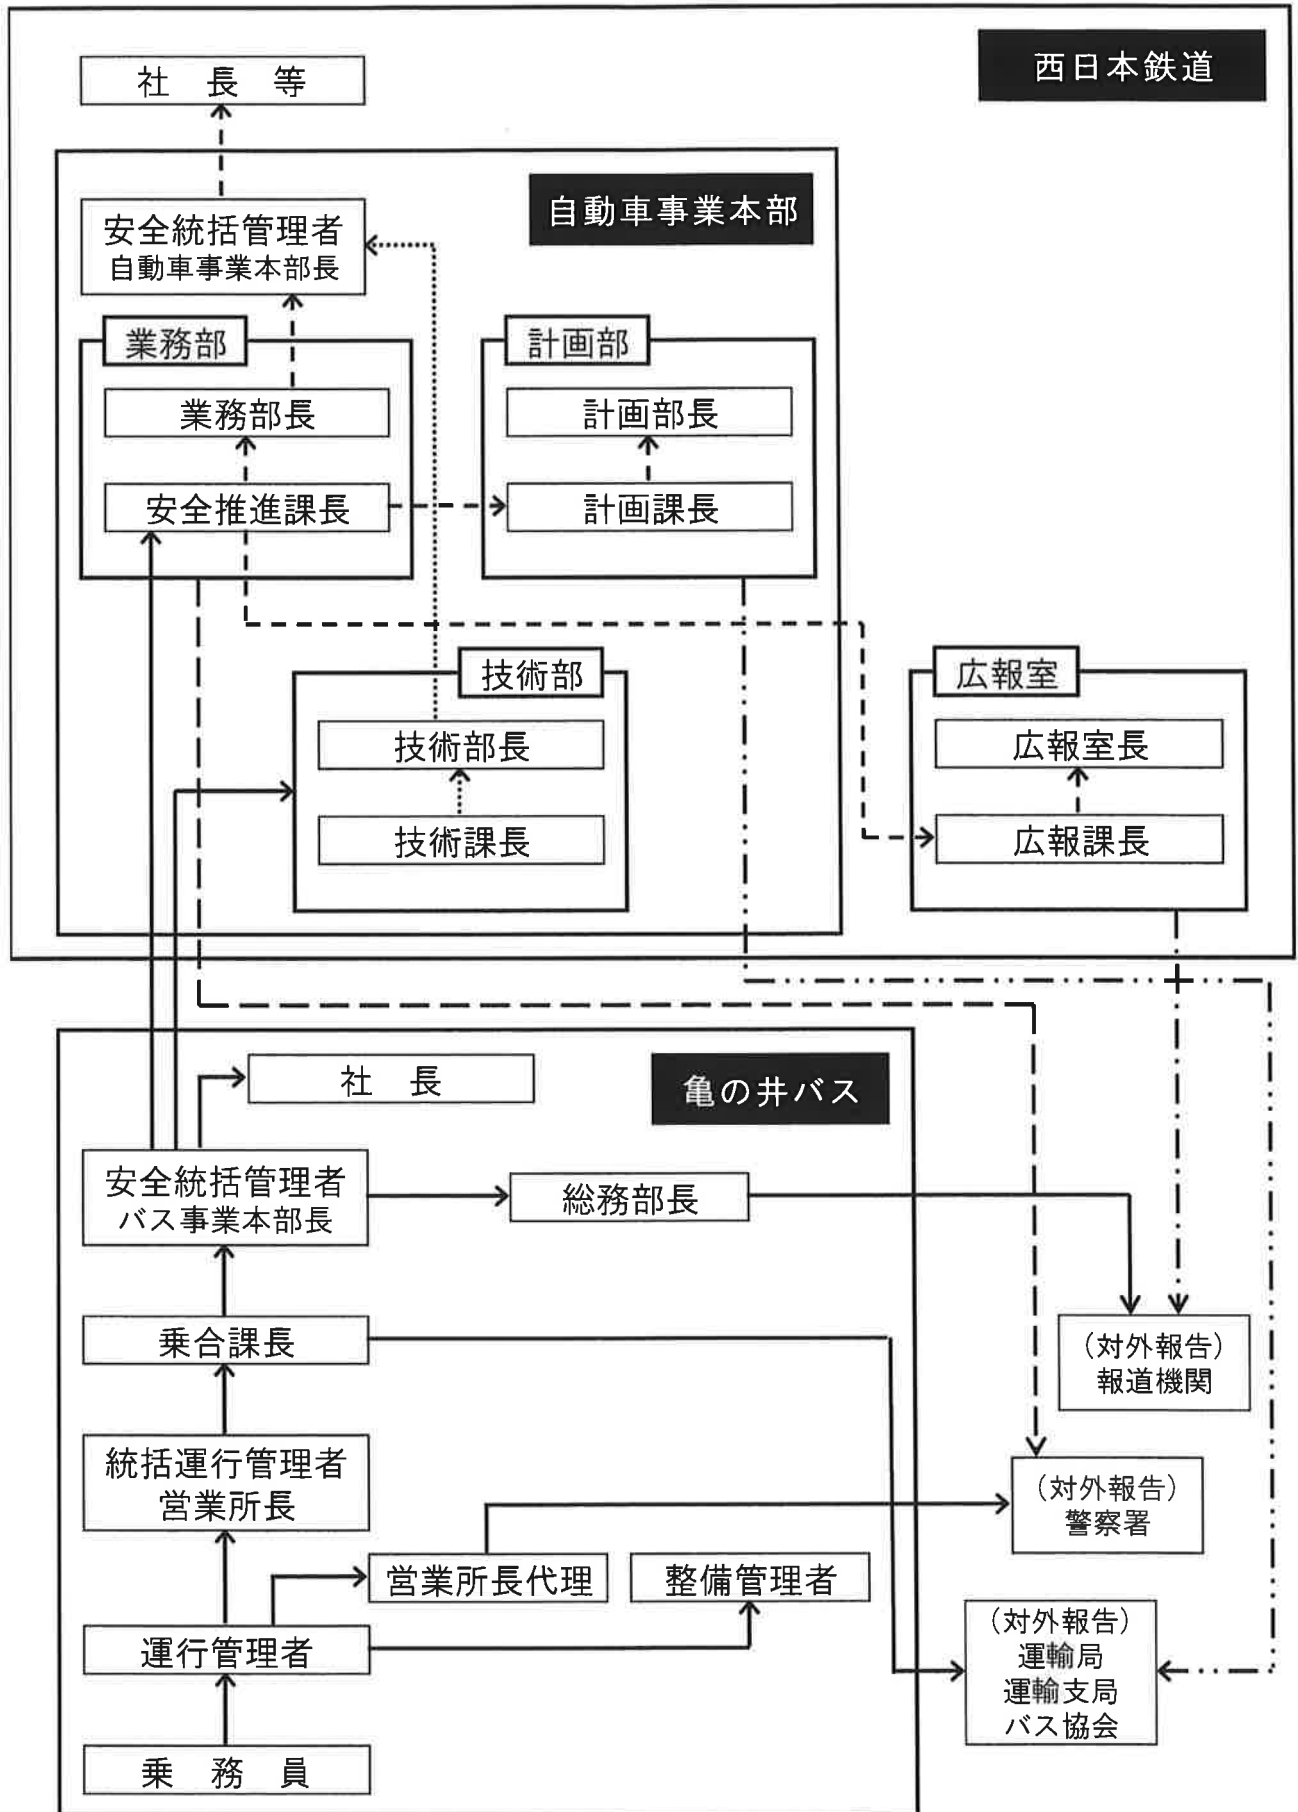 西日本鉄道
社　長　等
自動車事業本部
安全統括管理者
自動車事業本部長
業務部
計画部
業務部長
計画部長
安全推進課長
計画課長
技術部
広報室
技術部長
広報室長
技術課長
広報課長
亀の井バス
社　長
安全統括管理者
バス事業本部長
総務部長
乗合課長
(対外報告)
報道機関
統括運行管理者
営業所長
(対外報告)
警察署
営業所長代理
整備管理者
運行管理者
(対外報告)
運輸局
運輸支局
バス協会
乗　務　員